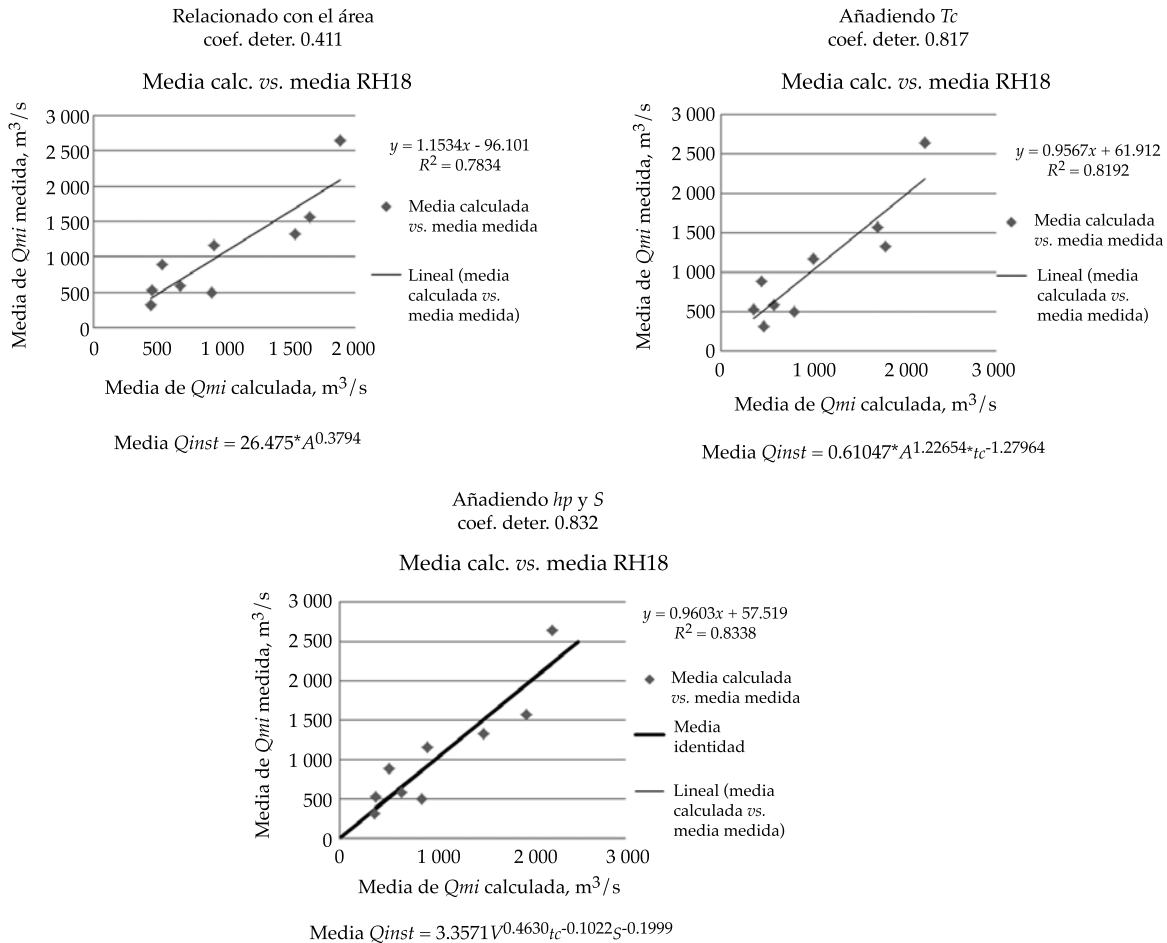 Relacionado con el área
coef. deter. 0.411
Media calc. vs. media RH18
Media de Qmi medida, m³/s
3 000
2 500
2 000
1 500
1 000
500
0
0 500 1 000 1 500 2 000
Media de Qmi calculada, m³/s
y = 1.1534x - 96.101
R² = 0.7834
Media calculada
vs. media medida
Lineal (media
calculada vs.
media medida)
Media Qinst = 26.475*A^0.3794
Añadiendo Tc
coef. deter. 0.817
Media calc. vs. media RH18
Media de Qmi medida, m³/s
3 000
2 500
2 000
1 500
1 000
500
0
0 1 000 2 000 3 000
Media de Qmi calculada, m³/s
y = 0.9567x + 61.912
R² = 0.8192
Media calculada
vs. media medida
Lineal (media
calculada vs.
media medida)
Media Qinst = 0.61047*A^1.22654*tc^-1.27964
Añadiendo hp y S
coef. deter. 0.832
Media calc. vs. media RH18
Media de Qmi medida, m³/s
3 000
2 500
2 000
1 500
1 000
500
0
0 1 000 2 000 3 000
Media de Qmi calculada, m³/s
y = 0.9603x + 57.519
R² = 0.8338
Media calculada
vs. media medida
Media
identidad
Lineal (media
calculada vs.
media medida)
Media Qinst = 3.3571V^0.4630tc^-0.1022S^-0.1999